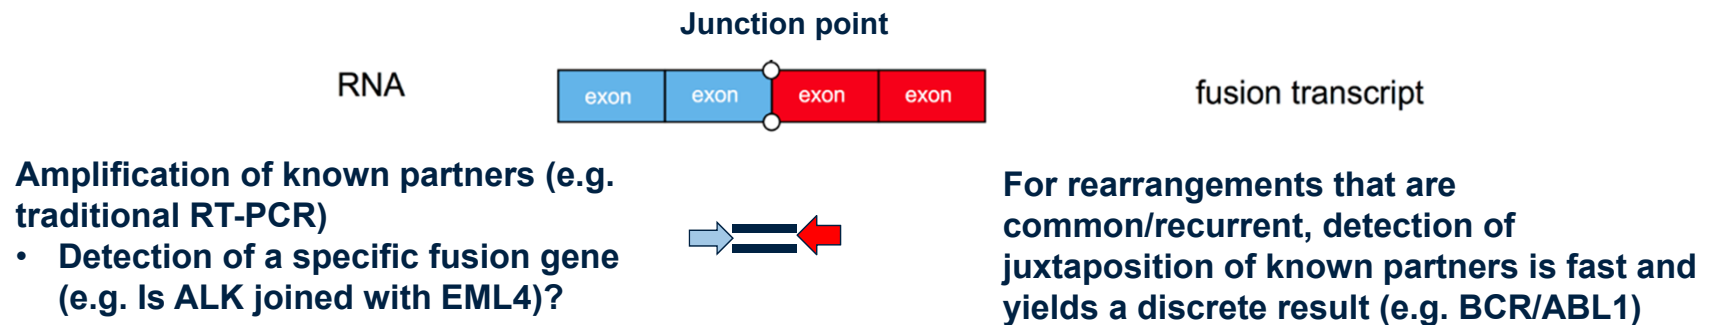 Junction point
RNA
exon exon exon exon
fusion transcript
Amplification of known partners (e.g.
traditional RT-PCR)
• Detection of a specific fusion gene
(e.g. Is ALK joined with EML4)?
For rearrangements that are
common/recurrent, detection of
juxtaposition of known partners is fast and
yields a discrete result (e.g. BCR/ABL1)